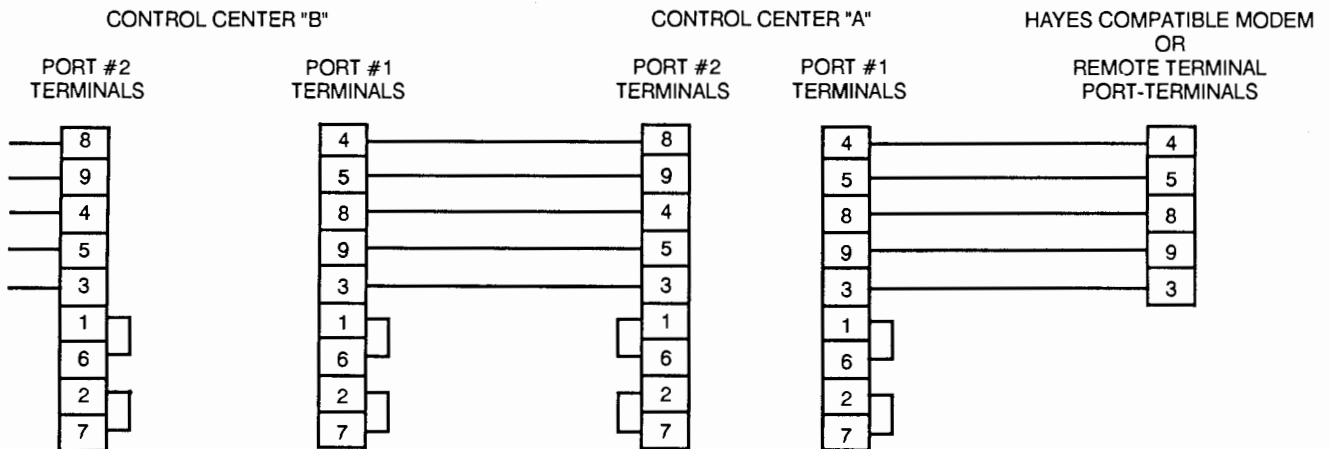 CONTROL CENTER "B"
CONTROL CENTER "A"
HAYES COMPATIBLE MODEM
OR
REMOTE TERMINAL
PORT-TERMINALS
PORT #2
TERMINALS
PORT #1
TERMINALS
PORT #2
TERMINALS
PORT #1
TERMINALS
8 4 8 4 4
9 5 9 5 5
4 8 4 8 8
5 9 5 9 9
3 3 3 3 3
1 1 1 1
6 6 6 6
2 2 2 2
7 7 7 7